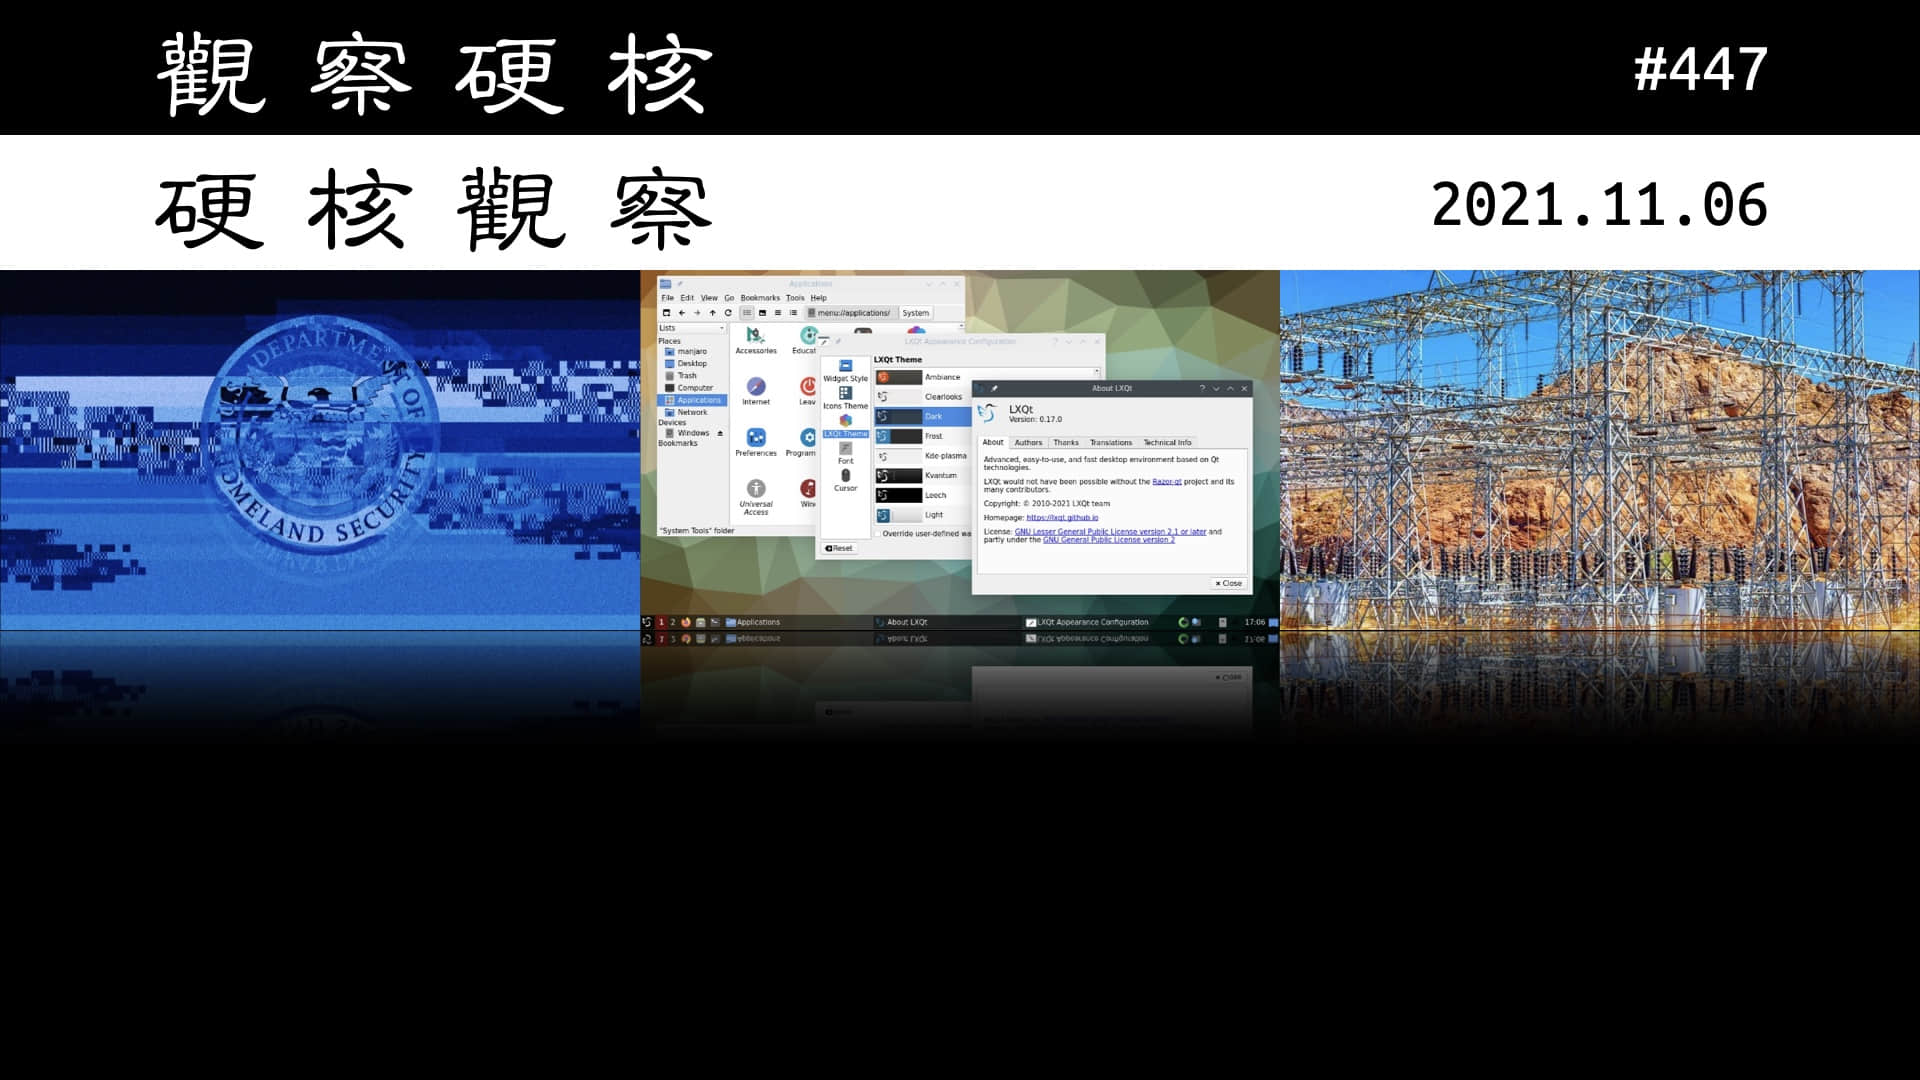 觀察硬核
#447
硬核觀察
2021.11.06
DEPARTMENT OF
HOMELAND SECURITY
Applications
File Edit View Go Bookmarks Tools Help
menu://applications/ System
Lists
Places
manjaro
Desktop
Trash
Computer
Applications
Network
Devices
Windows
Bookmarks
Accessories
Internet
Preferences
Universal
Access
"System Tools" folder
LXQt Appearance Configuration
Widget Style
Icons Theme
LXQt Theme
Font
Cursor
LXQt Theme
Ambiance
Clearlooks
Dark
Frost
Kde-plasma
Kvantum
Leech
Light
Override user-defined wa
Reset
About LXQt
LXQt
Version: 0.17.0
About Authors Thanks Translations Technical Info
Advanced, easy-to-use, and fast desktop environment based on Qt
technologies.
LXQt would not have been possible without the Razor-qt project and its
many contributors.
Copyright: © 2010-2021 LXQt team
Homepage: https://lxqt.github.io
License: GNU Lesser General Public License version 2.1 or later and
partly under the GNU General Public License version 2
Close
1 2 Applications About LXQt LXQt Appearance Configuration 17:06